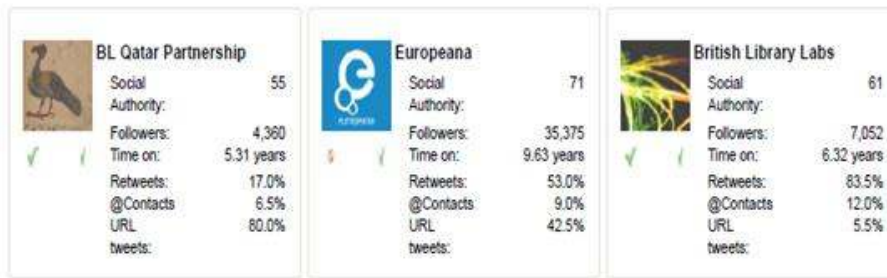 BL Qatar Partnership
Social Authority: 55
Followers: 4,360
Time on: 5.31 years
Retweets: 17.0%
@Contacts 6.5%
URL tweets: 80.0%
Europeana
Social Authority: 71
Followers: 35,375
Time on: 9.63 years
Retweets: 53.0%
@Contacts 9.0%
URL tweets: 42.5%
British Library Labs
Social Authority: 61
Followers: 7,052
Time on: 6.32 years
Retweets: 83.5%
@Contacts 12.0%
URL tweets: 5.5%